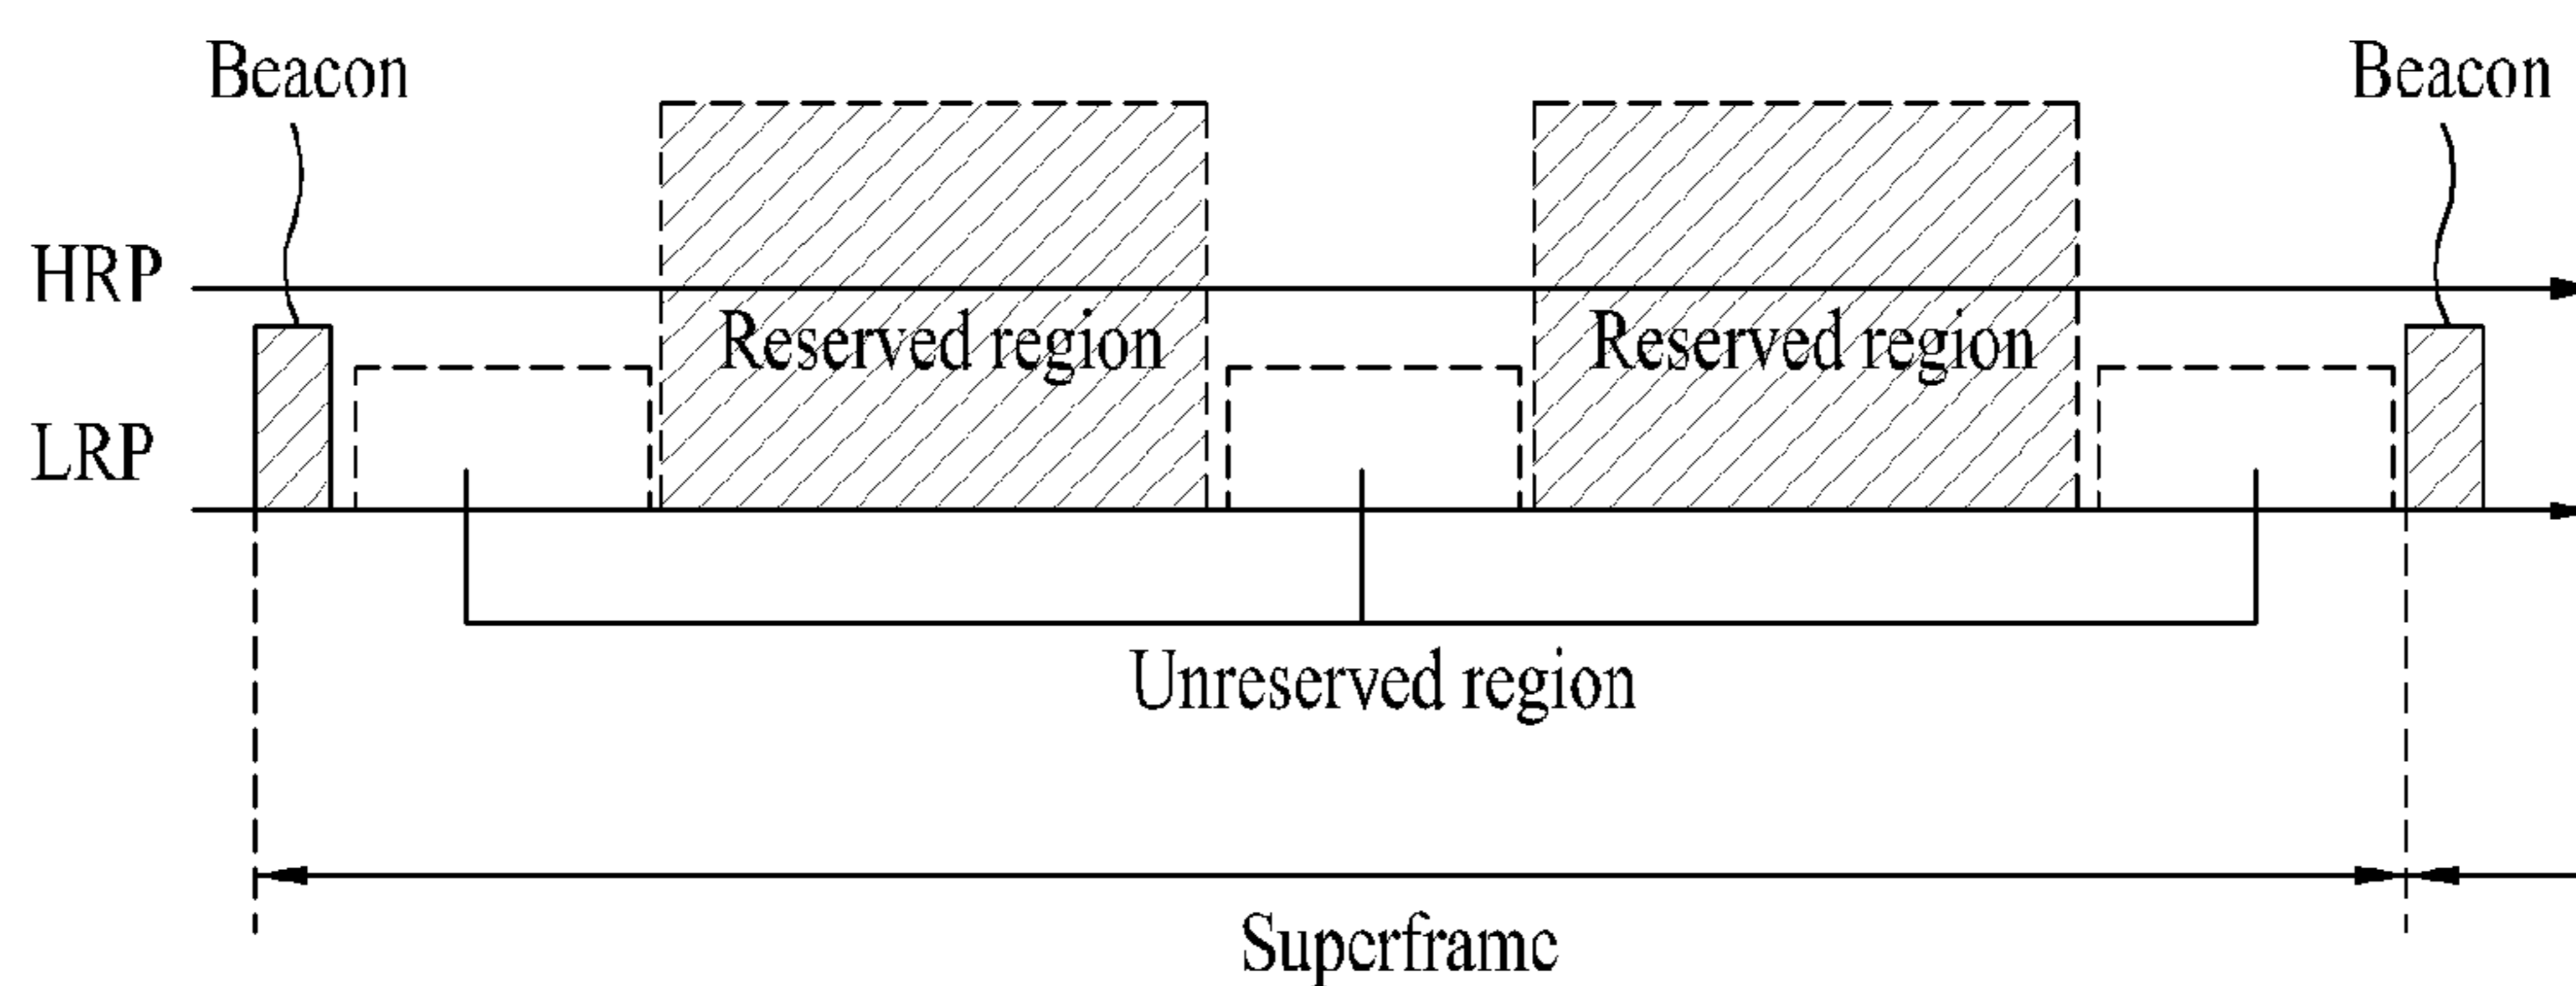 Beacon
Beacon
HRP
Reserved region
Reserved region
LRP
Unreserved region
Superframe